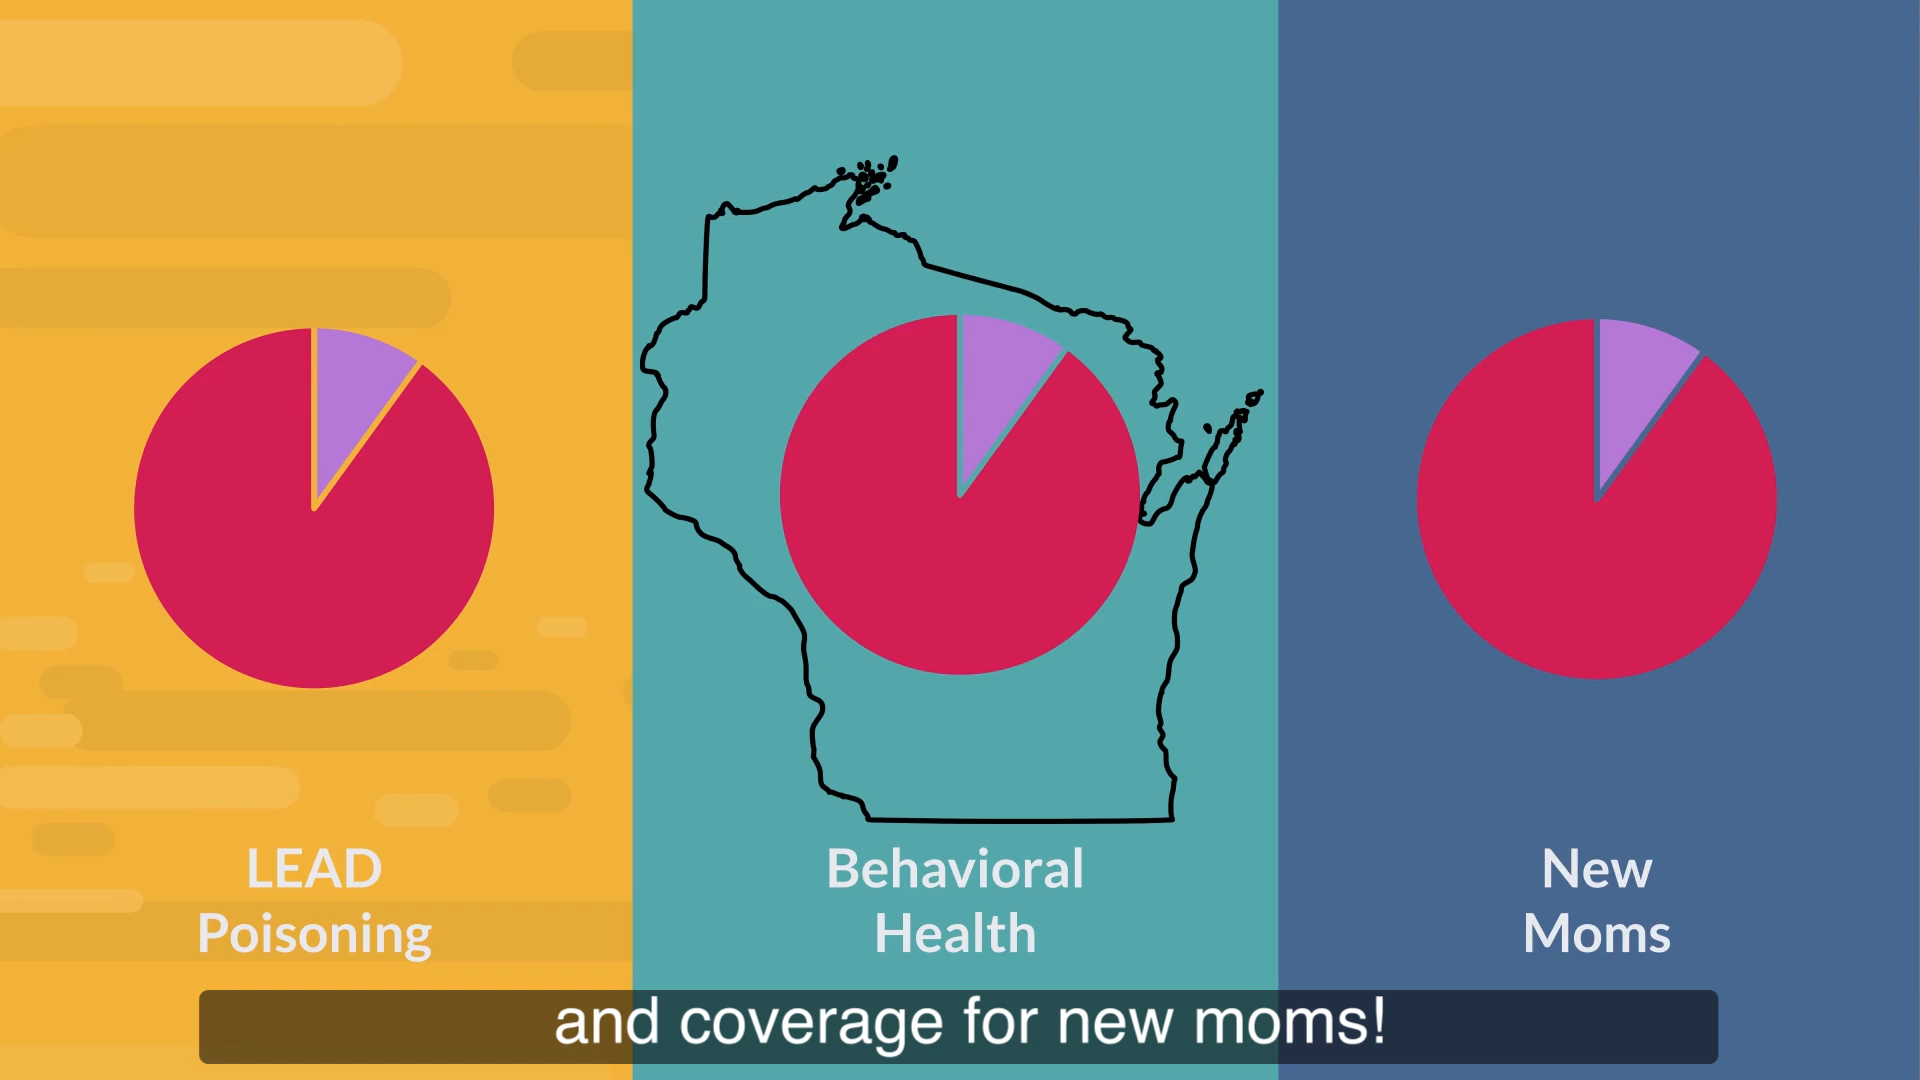 LEAD
Poisoning
Behavioral
Health
New
Moms
and coverage for new moms!